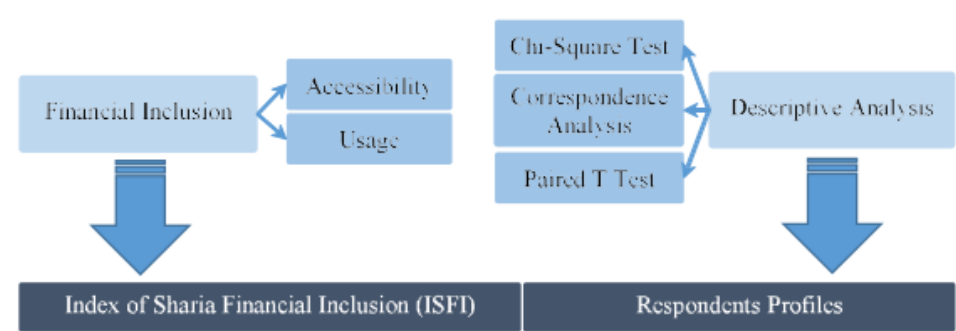 Financial Inclusion
Accessibility
Usage
Chi-Square Test
Correspondence
Analysis
Paired T Test
Descriptive Analysis
Index of Sharia Financial Inclusion (ISFI)
Respondents Profiles